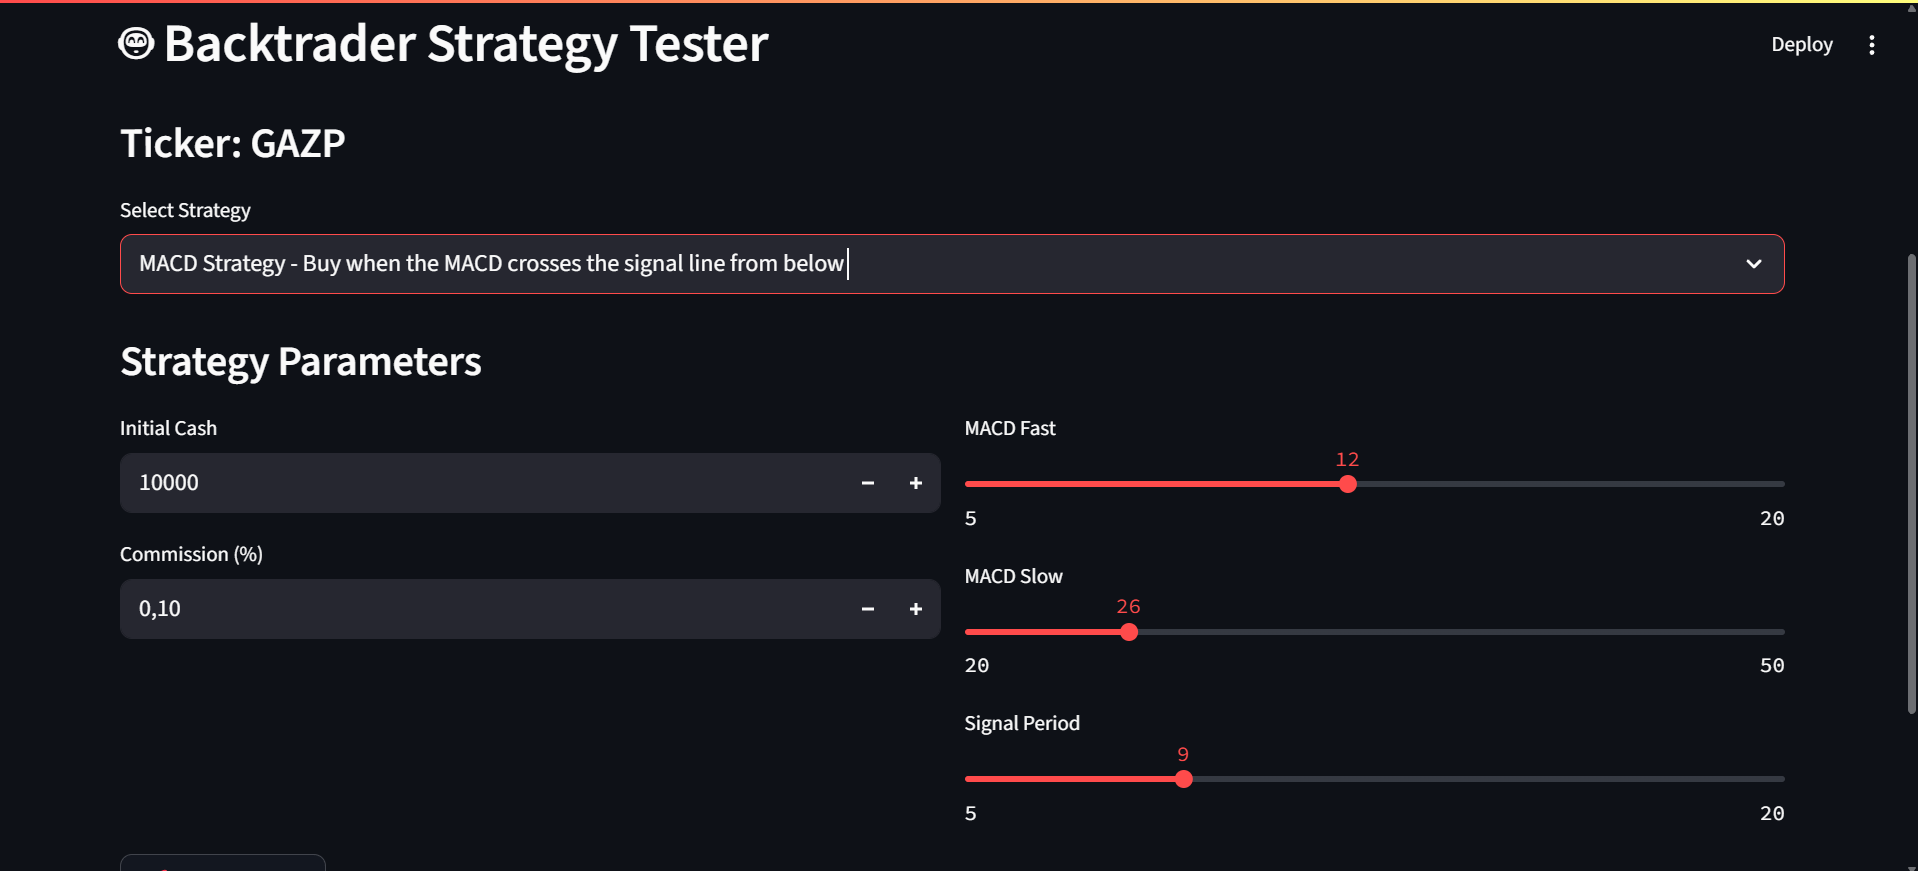 Backtrader Strategy Tester
Deploy
Ticker: GAZP
Select Strategy
MACD Strategy - Buy when the MACD crosses the signal line from below
Strategy Parameters
Initial Cash
10000
Commission (%)
0,10
MACD Fast
12
5 20
MACD Slow
26
20 50
Signal Period
9
5 20